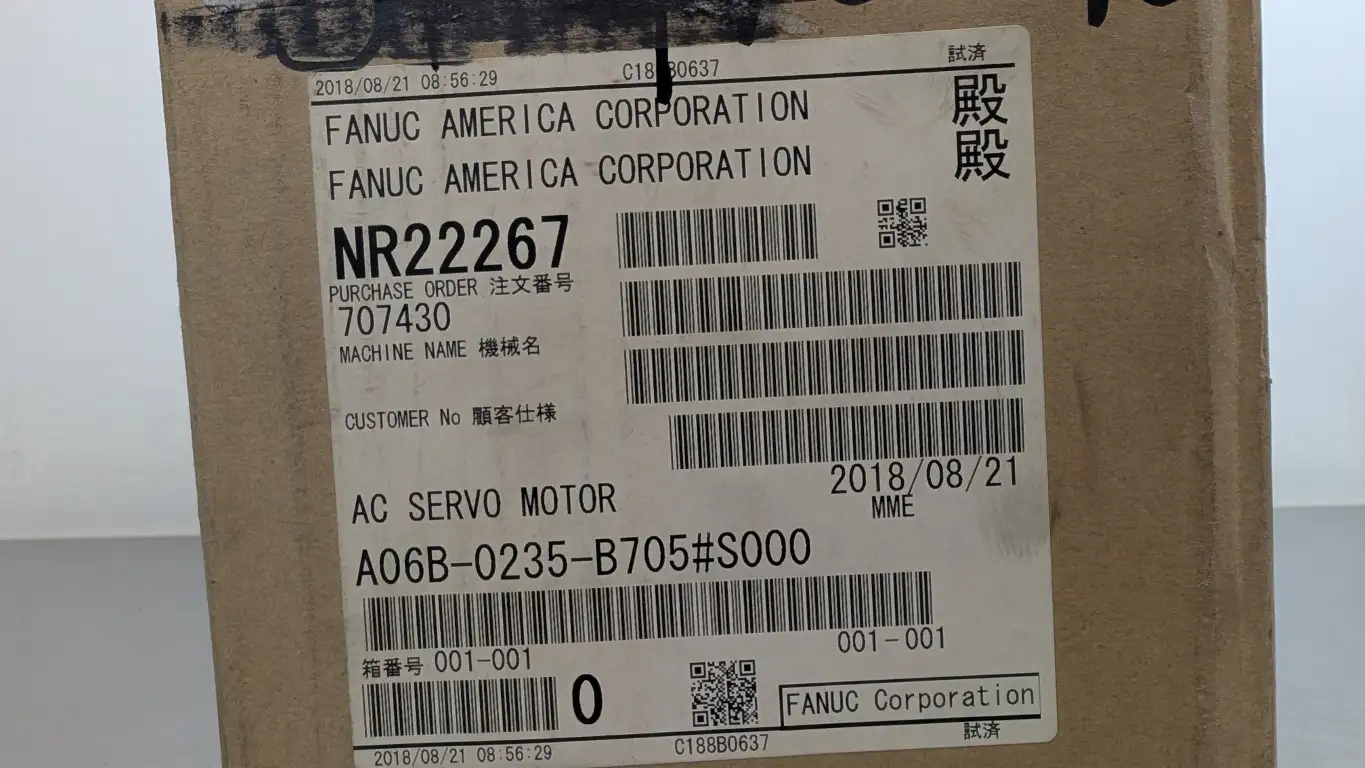 2018/08/21 08:56:29 C188B0637 試済
FANUC AMERICA CORPORATION 殿
FANUC AMERICA CORPORATION 殿
NR22267
PURCHASE ORDER 注文番号
707430
MACHINE NAME 機械名
CUSTOMER No 顧客仕様
2018/08/21
MME
AC SERVO MOTOR
A06B-0235-B705#S000
001-001
箱番号 001-001
0
FANUC Corporation
試済
2018/08/21 08:56:29 C188B0637